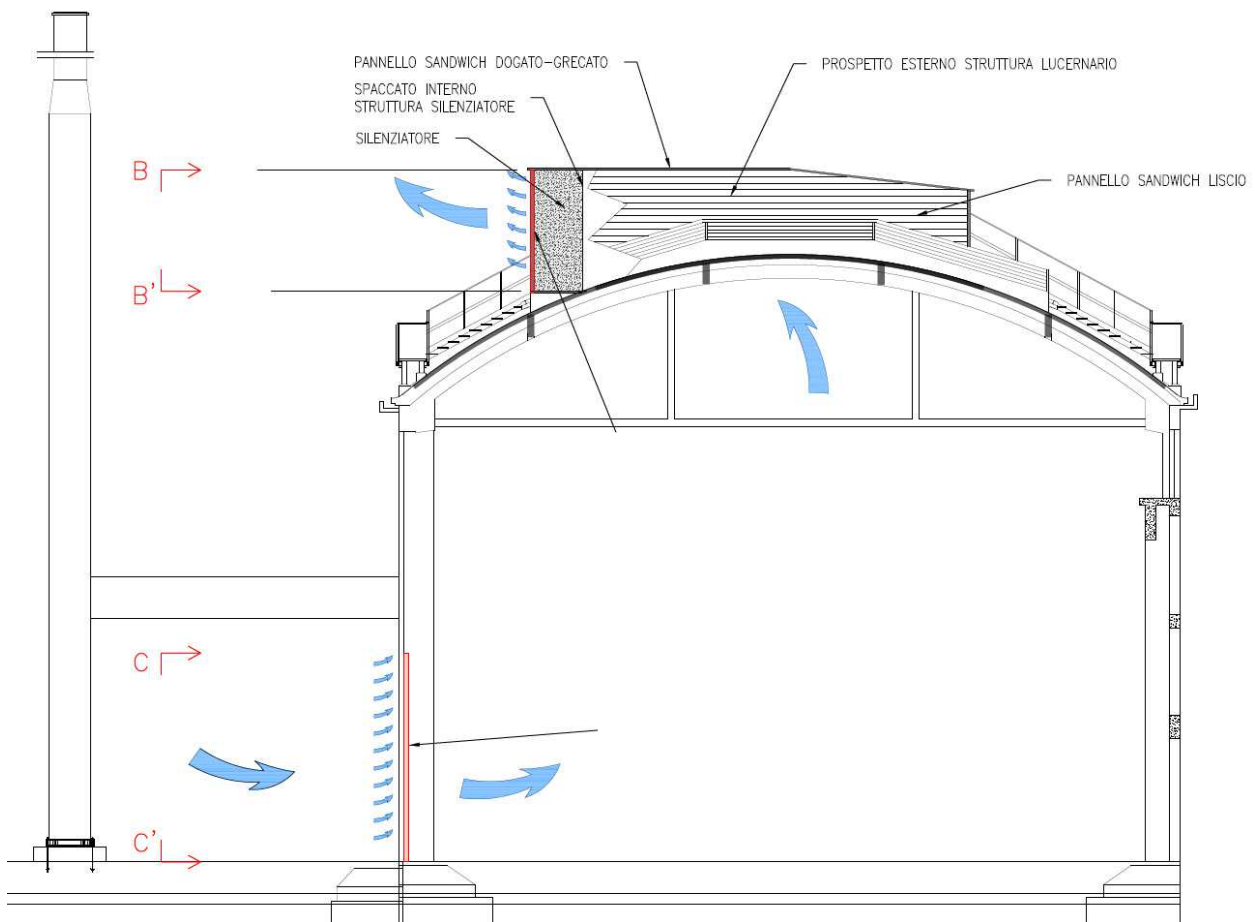 PANNELLO SANDWICH DOGATO-GRECATO
SPACCATO INTERNO
STRUTTURA SILENZIATORE
SILENZIATORE
PROSPETTO ESTERNO STRUTTURA LUCERNARIO
PANNELLO SANDWICH LISCIO
B
B'
C
C'